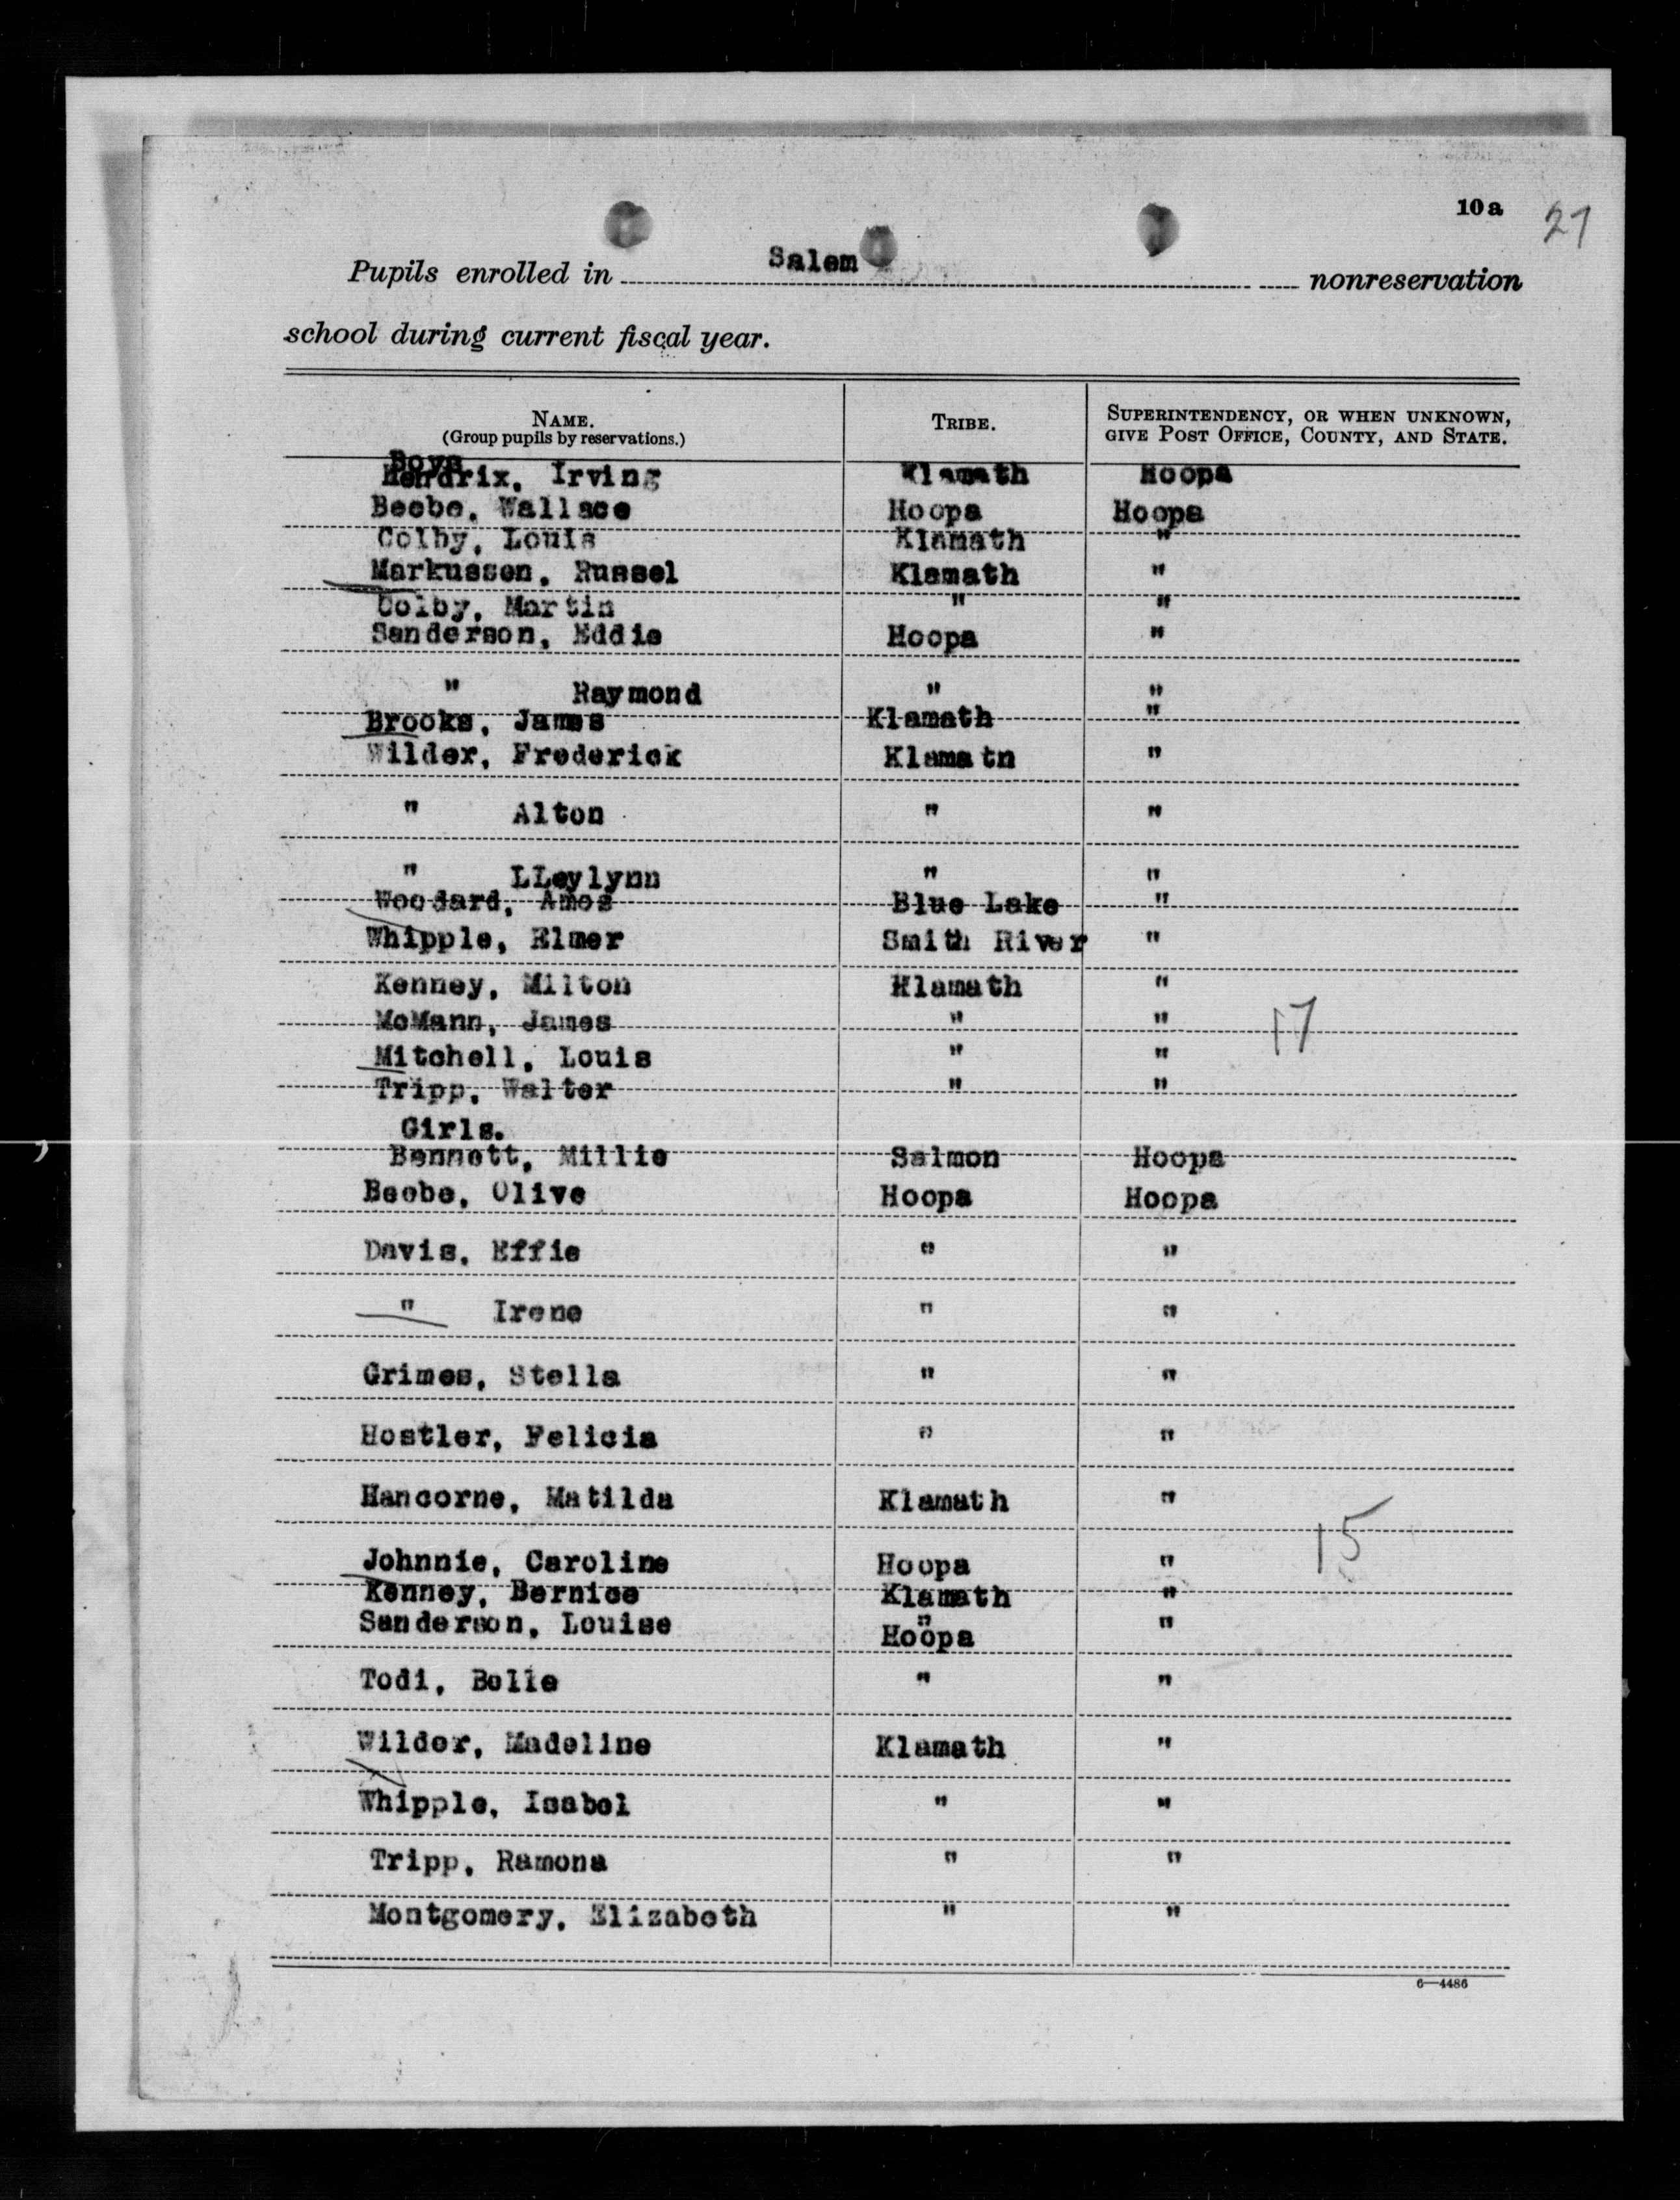 10a
27
Pupils enrolled in Salem nonreservation
school during current fiscal year.
NAME. TRIBE. SUPERINTENDENCY, OR WHEN UNKNOWN,
(Group pupils by reservations.) GIVE POST OFFICE, COUNTY, AND STATE.
Boys
Hendrix, Irving Klamath Hoopa
Beebe, Wallace Hoopa Hoopa
Colby, Louis Klamath "
Markussen, Russel Klamath "
Colby, Martin " "
Sanderson, Eddie Hoopa "
" Raymond " "
Brooks, James Klamath "
Wilder, Frederick Klamatn "
" Alton " "
" LLeylynn " "
Woodard, Amos Blue Lake "
Whipple, Elmer Smith River "
Kenney, Milton Klamath "
McMann, James " " 17
Mitchell, Louis " "
Tripp, Walter " "
Girls.
Bennett, Millie Salmon Hoopa
Beebe, Olive Hoopa Hoopa
Davis, Effie " "
" Irene " "
Grimes, Stella " "
Hostler, Felicia " "
Hancorne, Matilda Klamath "
Johnnie, Caroline Hoopa " 15
Kenney, Bernice Klamath "
Sanderson, Louise Hoopa "
Todi, Belle " "
Wilder, Madeline Klamath "
Whipple, Isabel " "
Tripp, Ramona " "
Montgomery, Elizabeth " "
6—4486